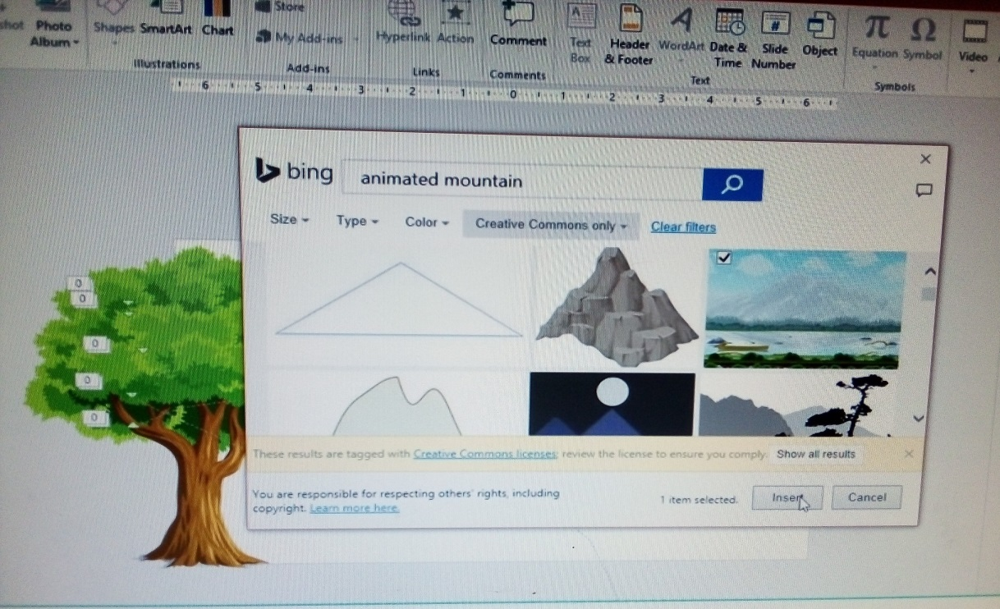 Store
Photo
Album
Shapes SmartArt Chart
My Add-ins
Hyperlink Action
Comment
Text
Box
Header
& Footer
WordArt
Date &
Time
Slide
Number
Object
Equation Symbol
Video
Illustrations
Add-ins
Links
Comments
Text
Symbols
6 5 4 3 2 1 0 1 2 3 4 5 6
bing animated mountain
Size Type Color Creative Commons only Clear filters
0
0
0
0
0
These results are tagged with Creative Commons licenses; review the license to ensure you comply. Show all results
You are responsible for respecting others' rights, including
copyright. Learn more here.
1 item selected. Insert Cancel